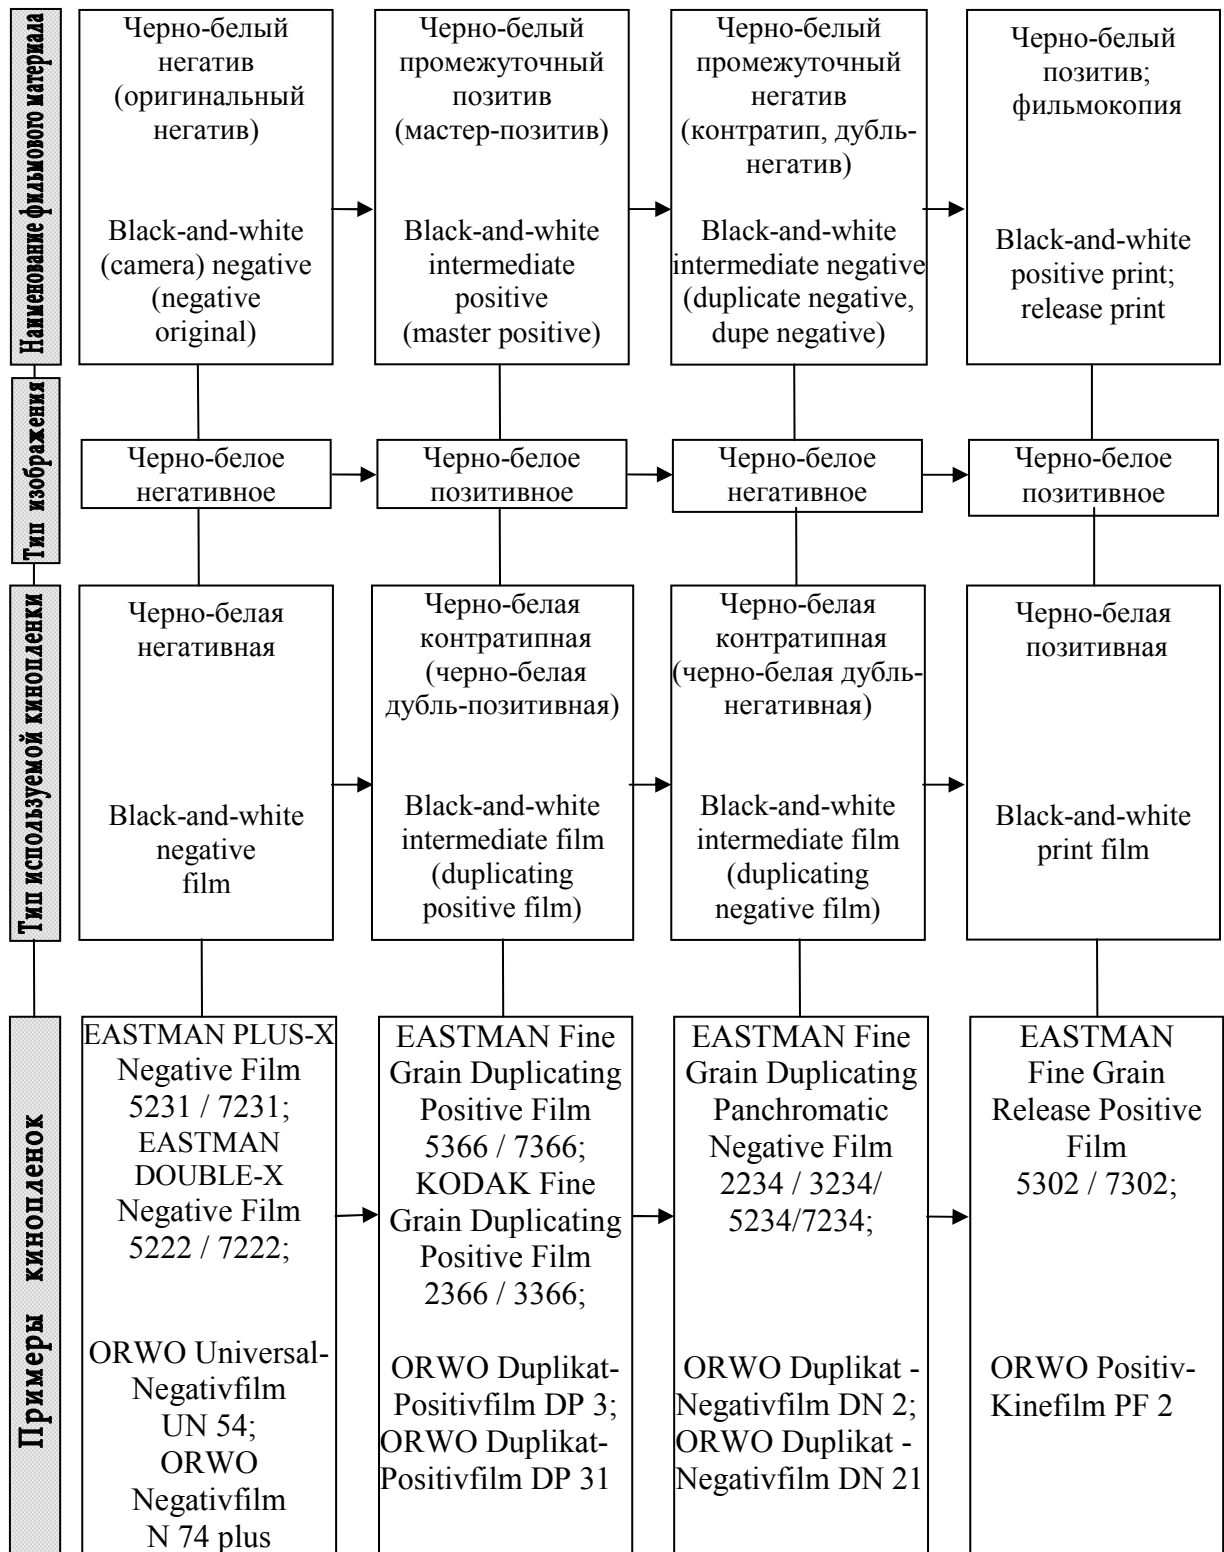 Наименование фильмового материала
Черно-белый
негатив
(оригинальный
негатив)
Black-and-white
(camera) negative
(negative
original)
Черно-белый
промежуточный
позитив
(мастер-позитив)
Black-and-white
intermediate
positive
(master positive)
Черно-белый
промежуточный
негатив
(контратип, дубль-
негатив)
Black-and-white
intermediate negative
(duplicate negative,
dupe negative)
Черно-белый
позитив;
фильмокопия
Black-and-white
positive print;
release print
Тип изображения
Черно-белое
негативное
Черно-белое
позитивное
Черно-белое
негативное
Черно-белое
позитивное
Тип используемой кинопленки
Черно-белая
негативная
Black-and-white
negative
film
Черно-белая
контратипная
(черно-белая
дубль-позитивная)
Black-and-white
intermediate film
(duplicating
positive film)
Черно-белая
контратипная
(черно-белая дубль-
негативная)
Black-and-white
intermediate film
(duplicating
negative film)
Черно-белая
позитивная
Black-and-white
print film
Примеры кинопленок
EASTMAN PLUS-X
Negative Film
5231 / 7231;
EASTMAN
DOUBLE-X
Negative Film
5222 / 7222;
ORWO Universal-
Negativfilm
UN 54;
ORWO
Negativfilm
N 74 plus
EASTMAN Fine
Grain Duplicating
Positive Film
5366 / 7366;
KODAK Fine
Grain Duplicating
Positive Film
2366 / 3366;
ORWO Duplikat-
Positivfilm DP 3;
ORWO Duplikat-
Positivfilm DP 31
EASTMAN Fine
Grain Duplicating
Panchromatic
Negative Film
2234 / 3234/
5234/7234;
ORWO Duplikat -
Negativfilm DN 2;
ORWO Duplikat -
Negativfilm DN 21
EASTMAN
Fine Grain
Release Positive
Film
5302 / 7302;
ORWO Positiv-
Kinefilm PF 2